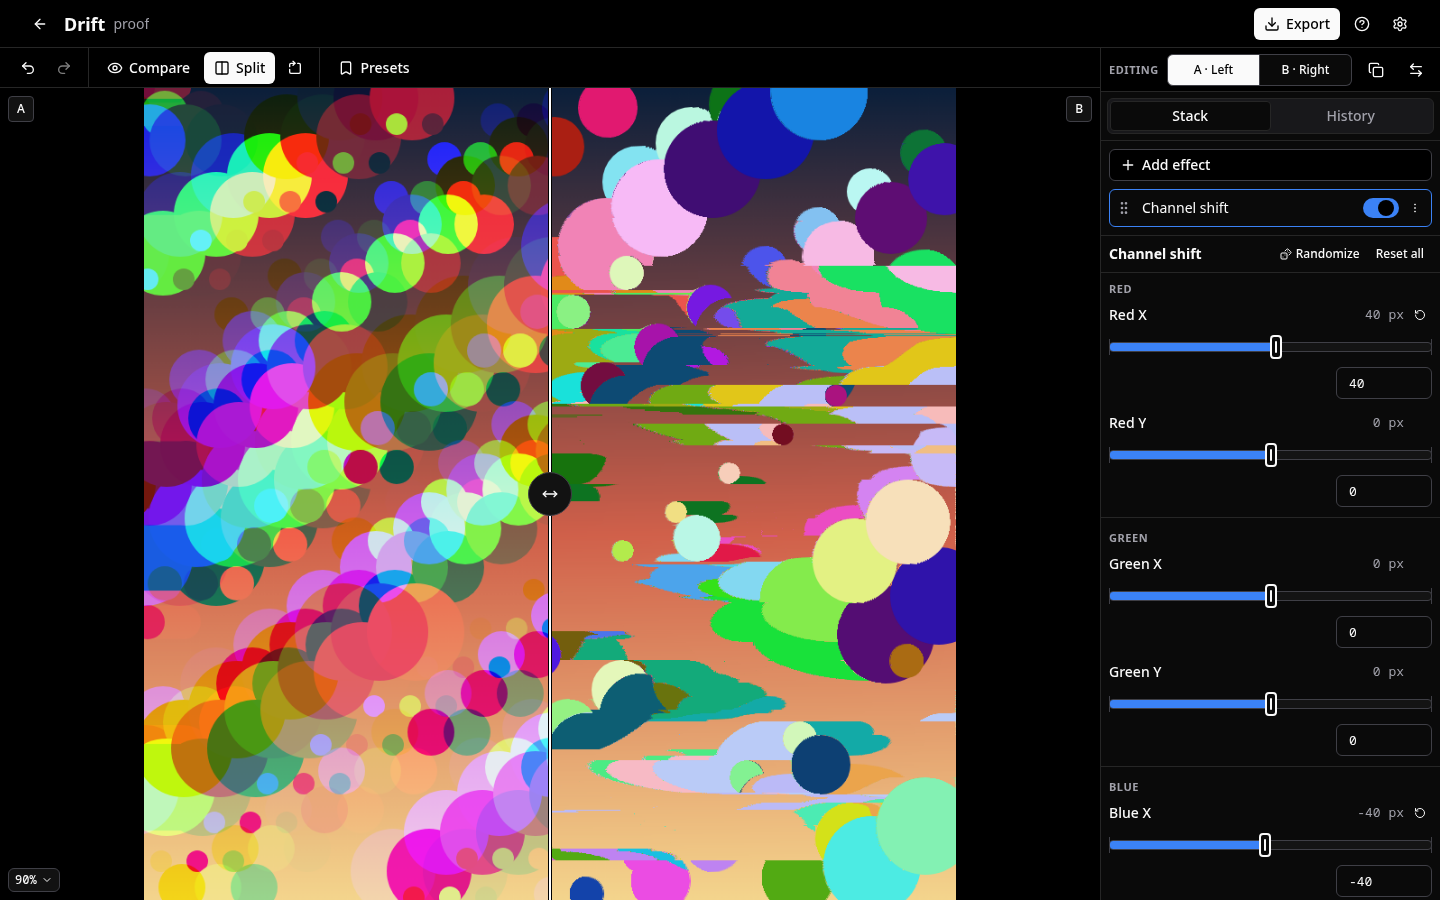 Drift proof
Export
Compare
Split
Presets
EDITING
A · Left
B · Right
A
B
Stack
History
Add effect
Channel shift
Channel shift
Randomize
Reset all
RED
Red X
40 px
40
Red Y
0 px
0
GREEN
Green X
0 px
0
Green Y
0 px
0
BLUE
Blue X
-40 px
-40
90%